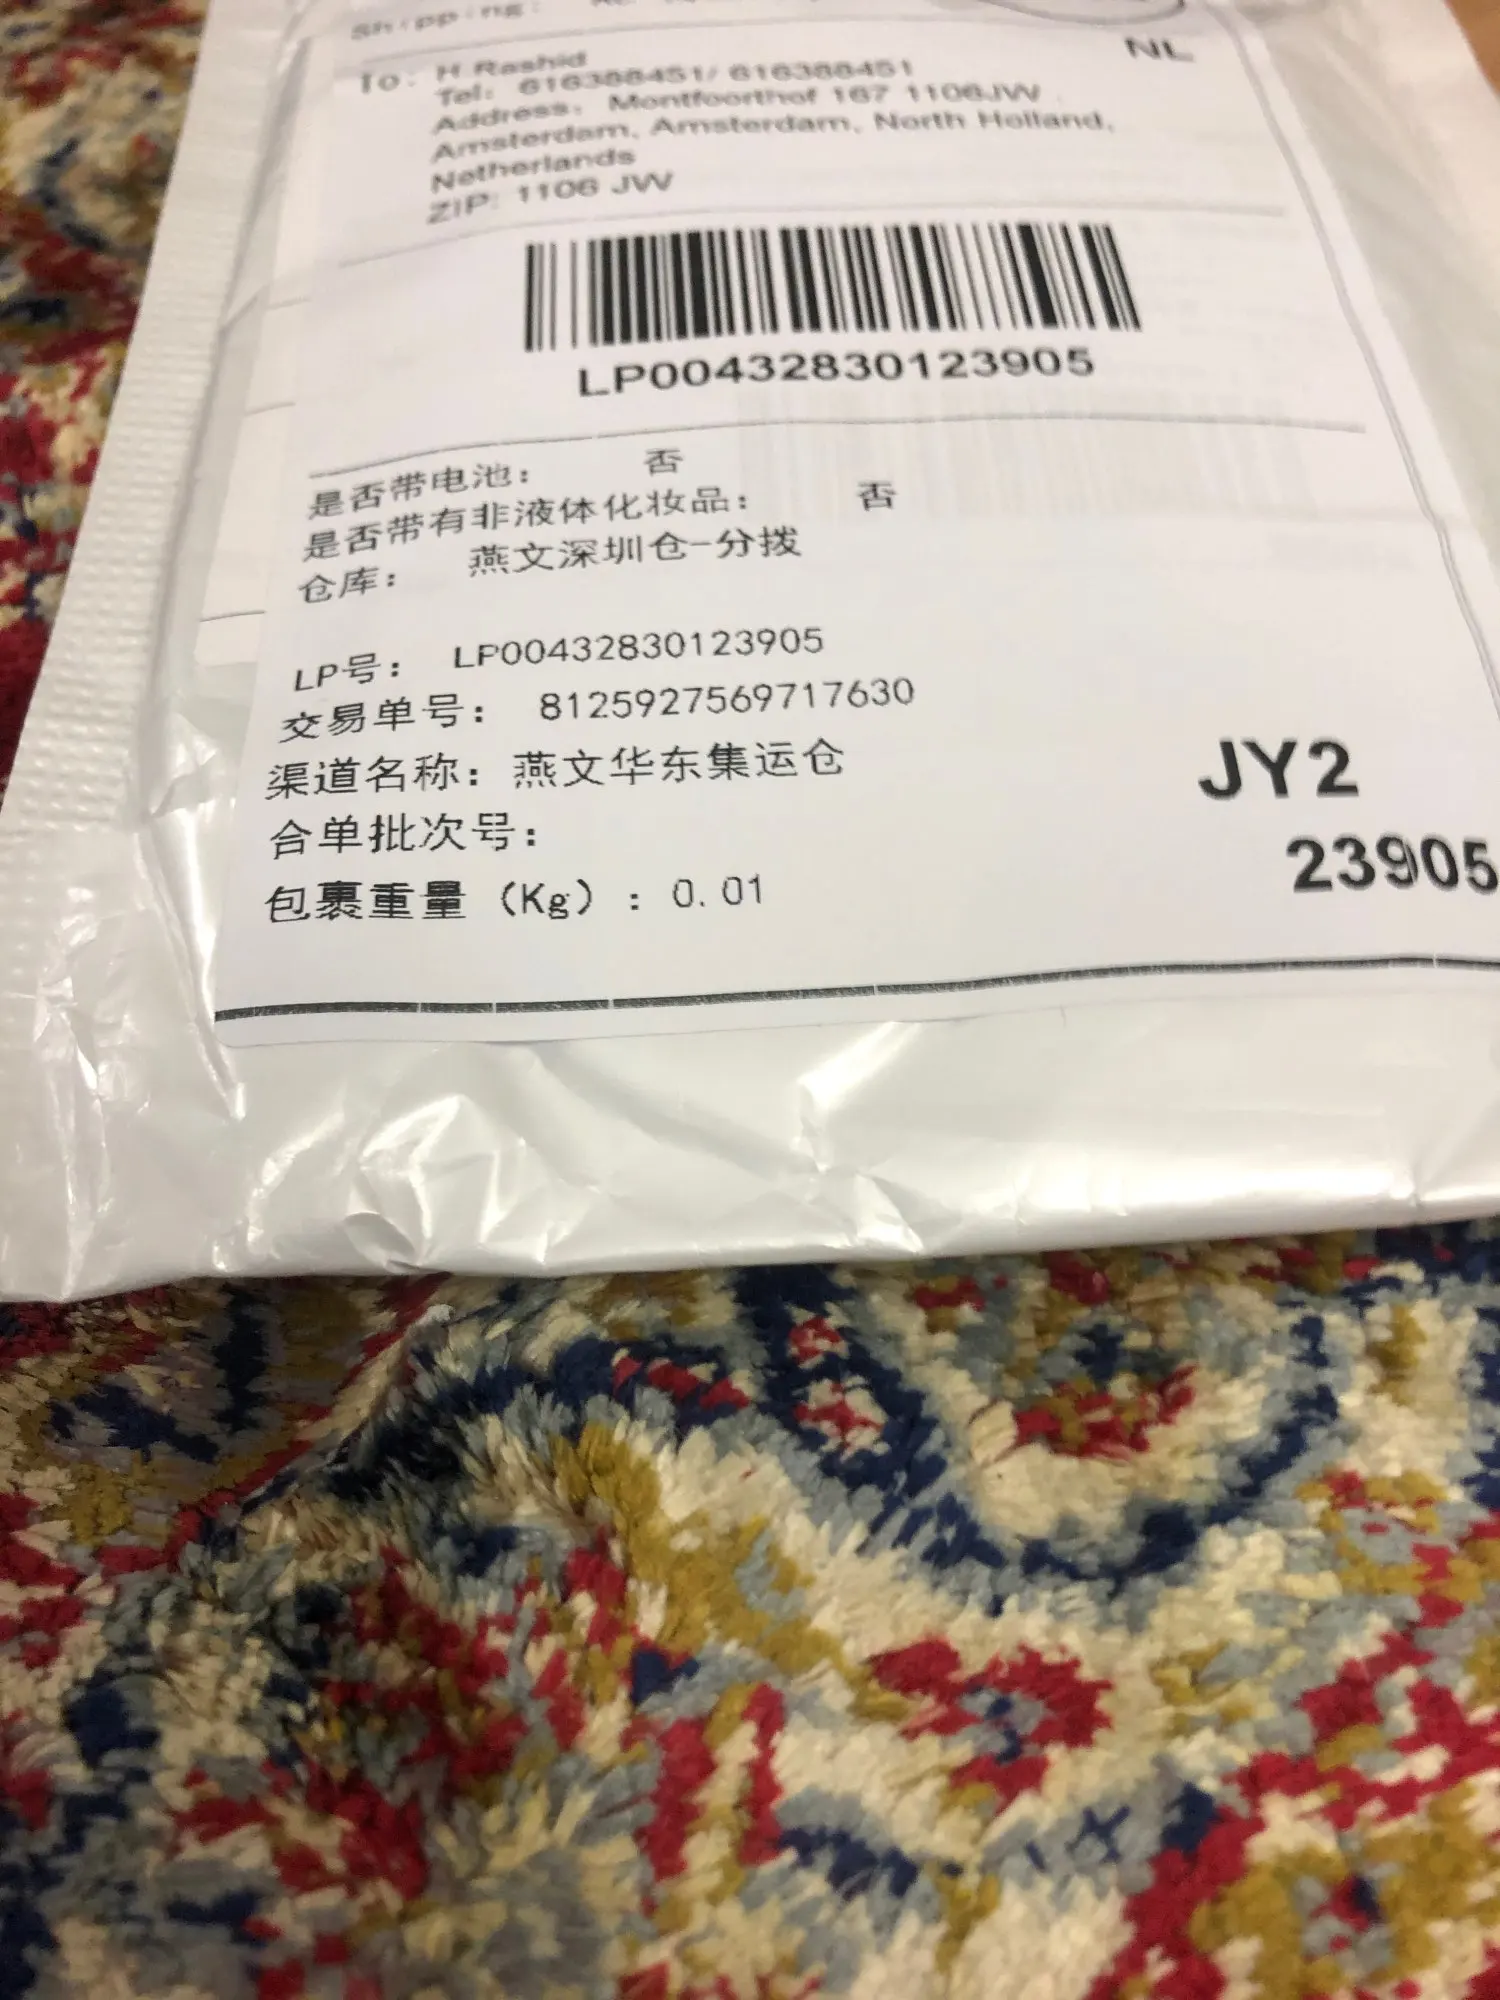 Shipping:
NL
To: H Rashid
Tel: 616388451/ 616388451
Address: Montfoorthof 167 1106JW
Amsterdam, Amsterdam, North Holland,
Netherlands
ZIP: 1106 JW
LP00432830123905
是否带电池： 否
是否带有非液体化妆品： 否
仓库： 燕文深圳仓-分拨
LP号： LP00432830123905
交易单号： 8125927569717630
渠道名称：燕文华东集运仓
JY2
合单批次号：
23905
包裹重量（Kg）：0.01